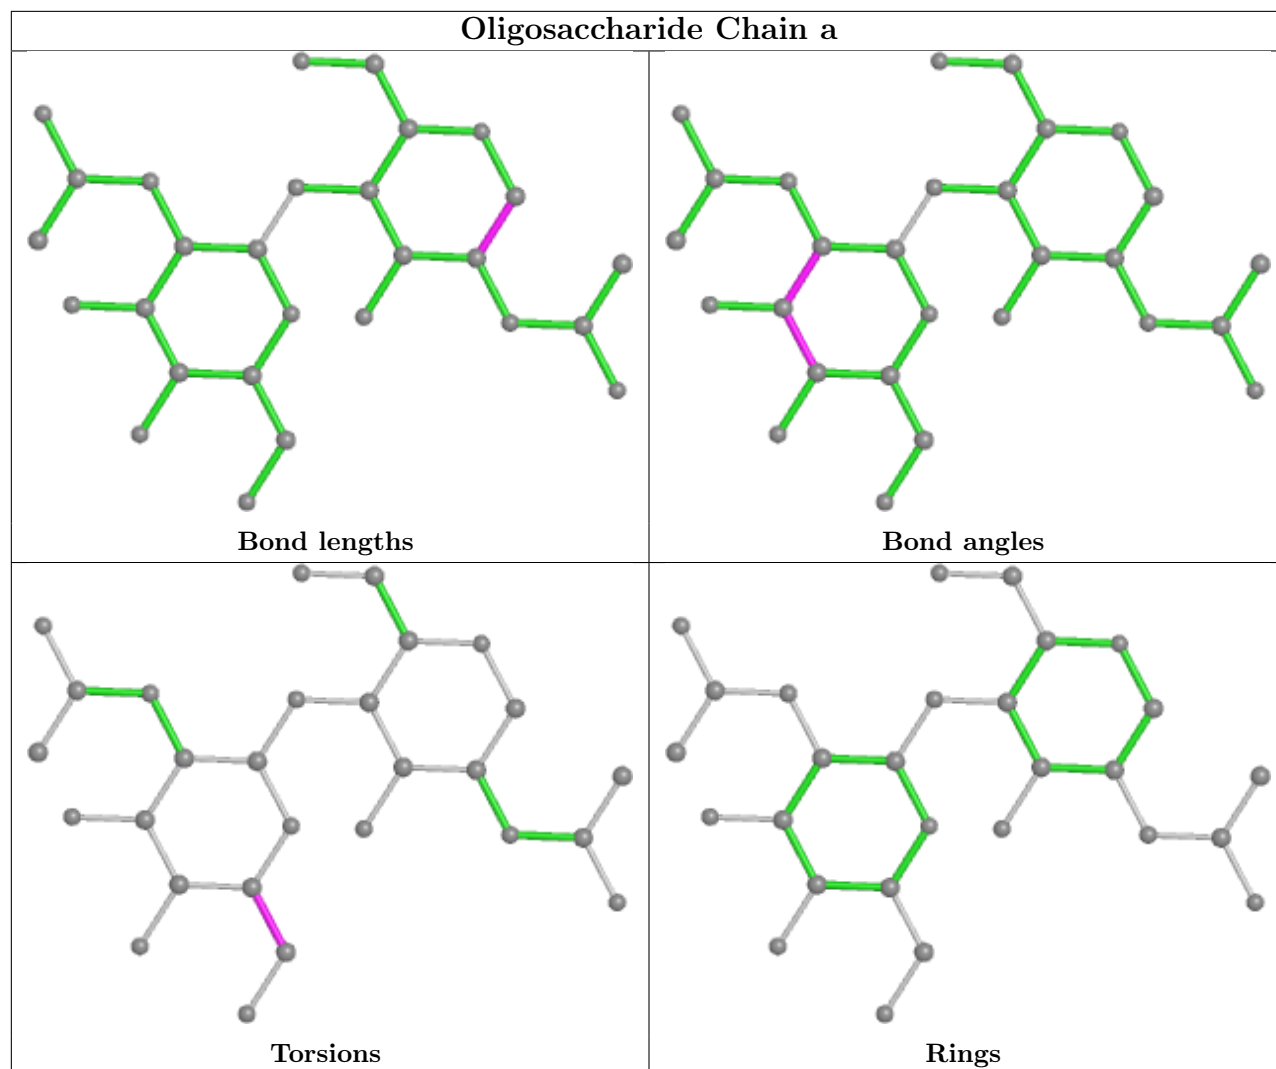 Oligosaccharide Chain a
Bond lengths
Bond angles
Torsions
Rings